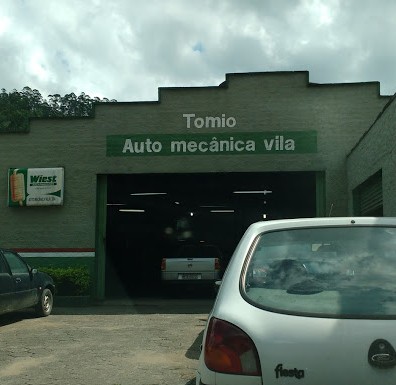 Tomio
Auto mecânica vila
Wiest
fiesta